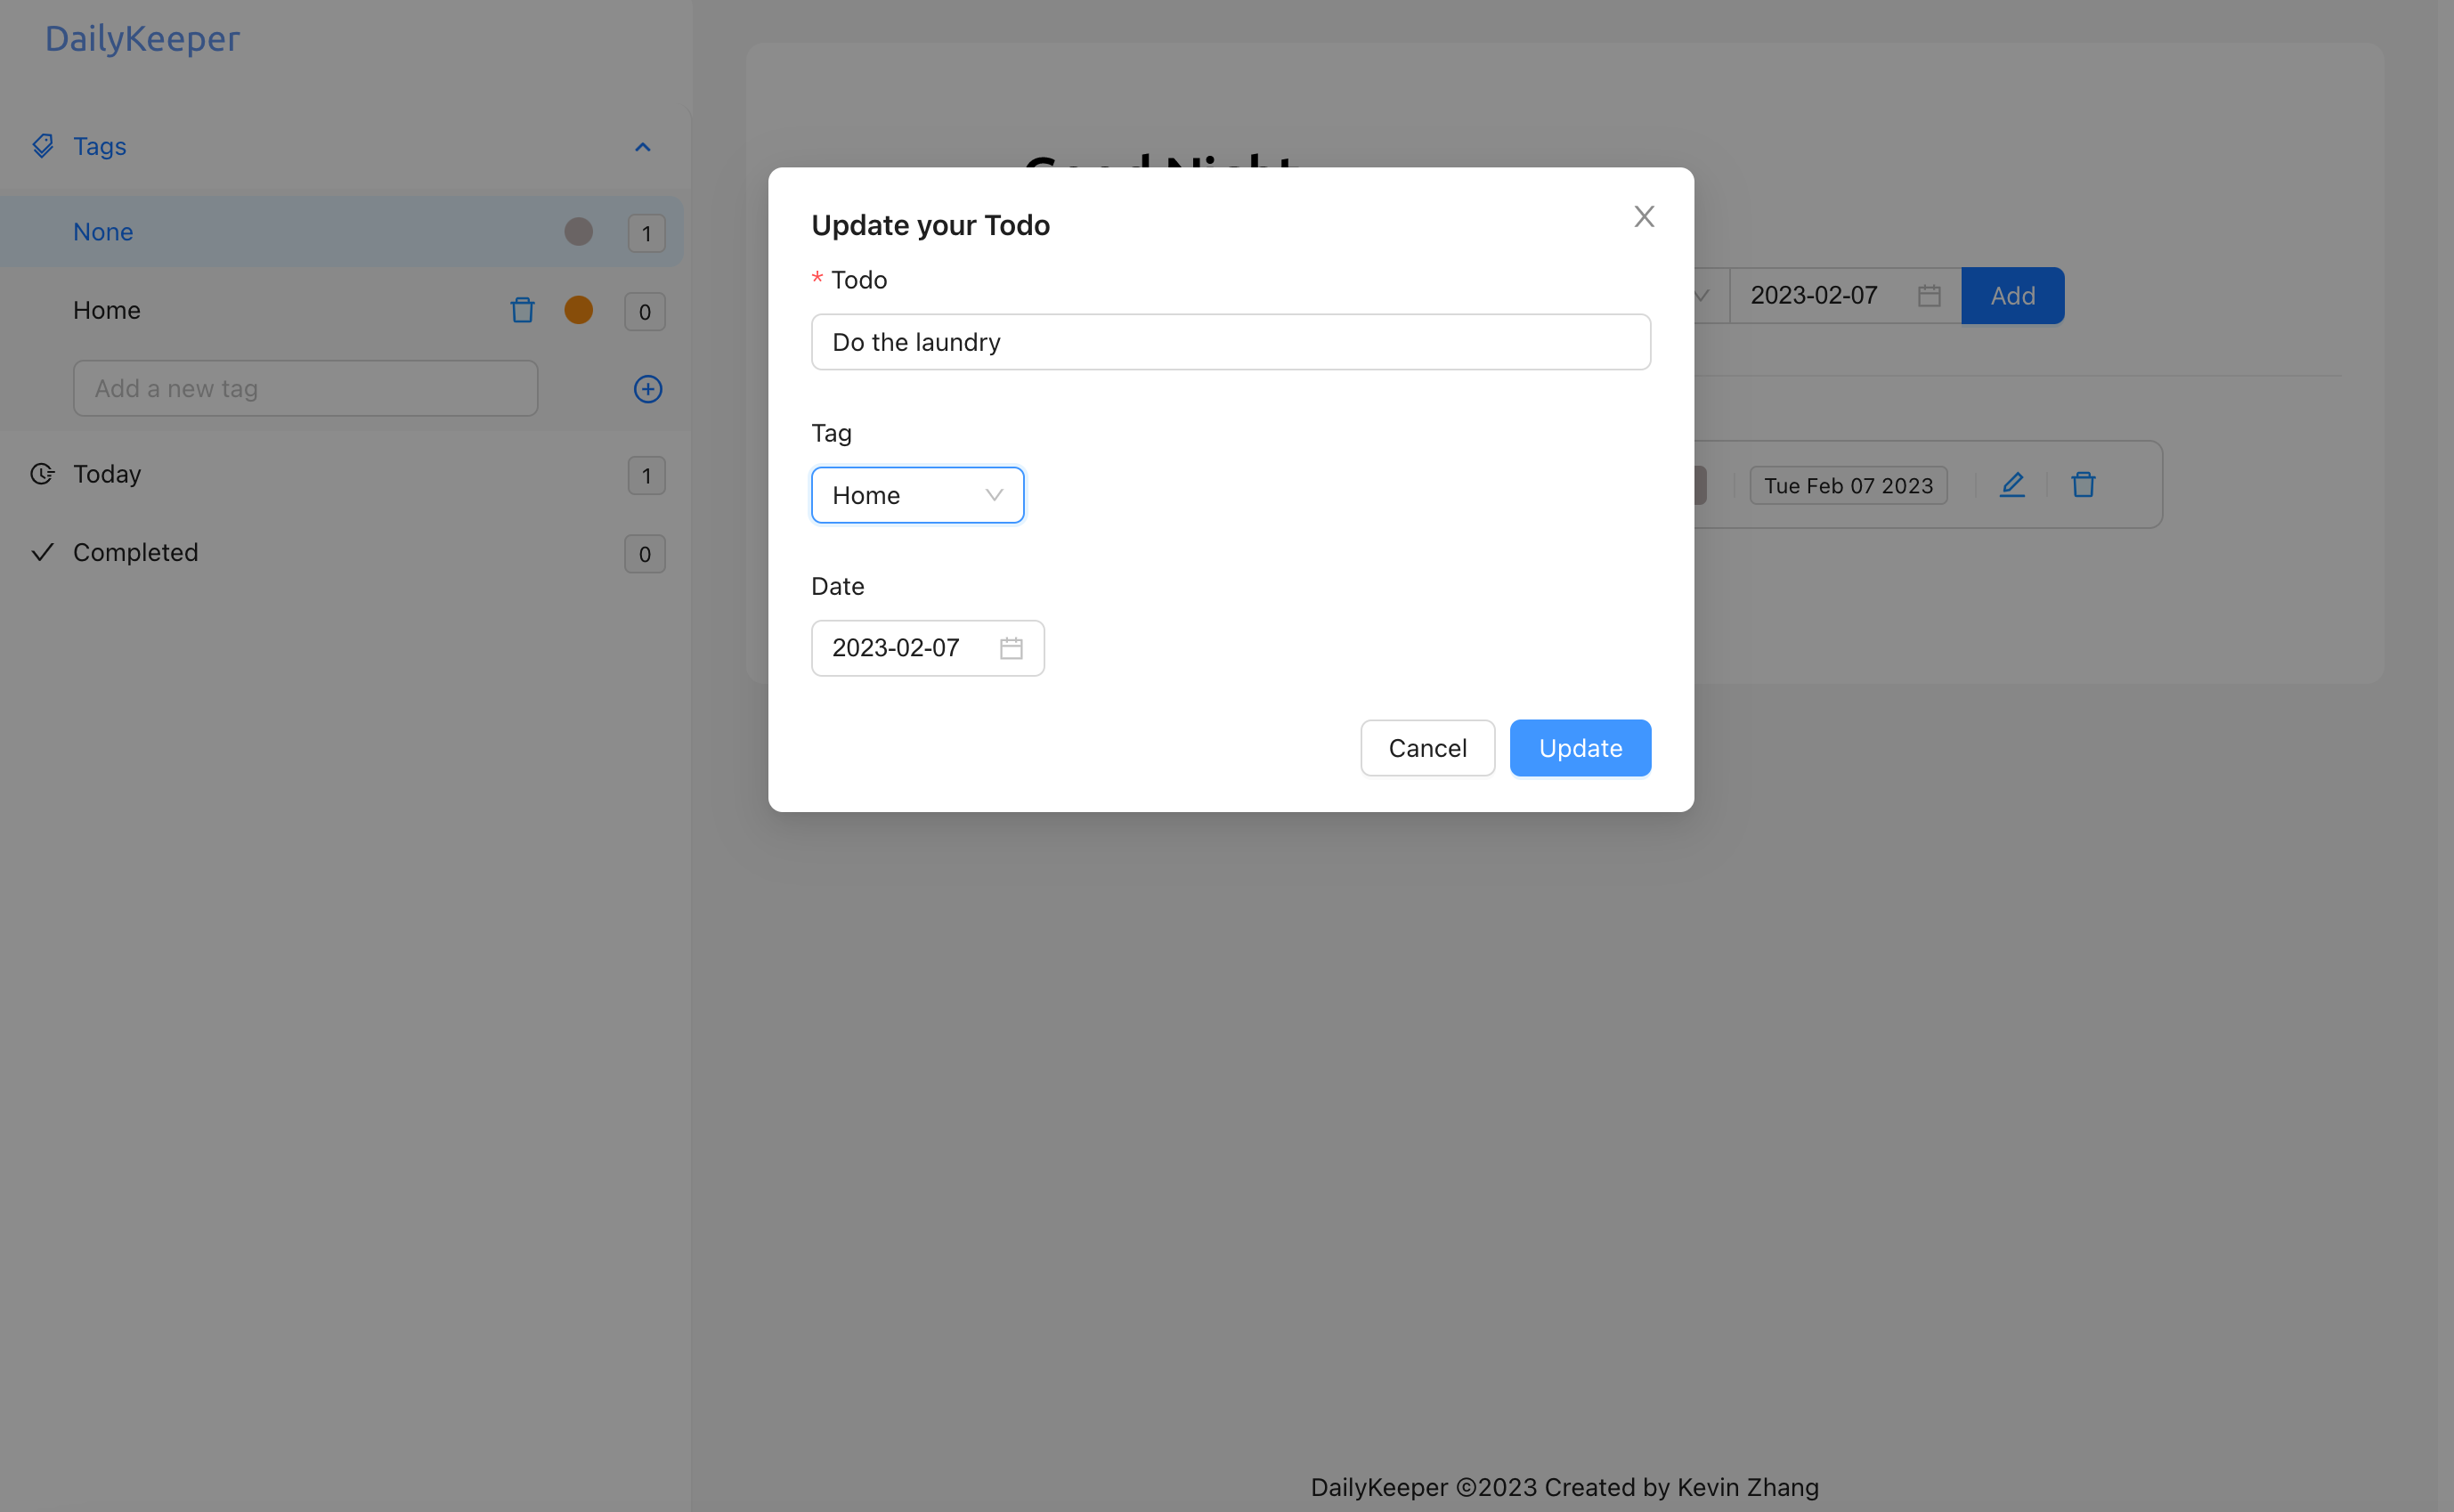 DailyKeeper
Tags
None 1
Home 0
Add a new tag
Today 1
Completed 0
Good Night
2023-02-07 Add
Tue Feb 07 2023
Update your Todo
* Todo
Do the laundry
Tag
Home
Date
2023-02-07
Cancel Update
DailyKeeper ©2023 Created by Kevin Zhang